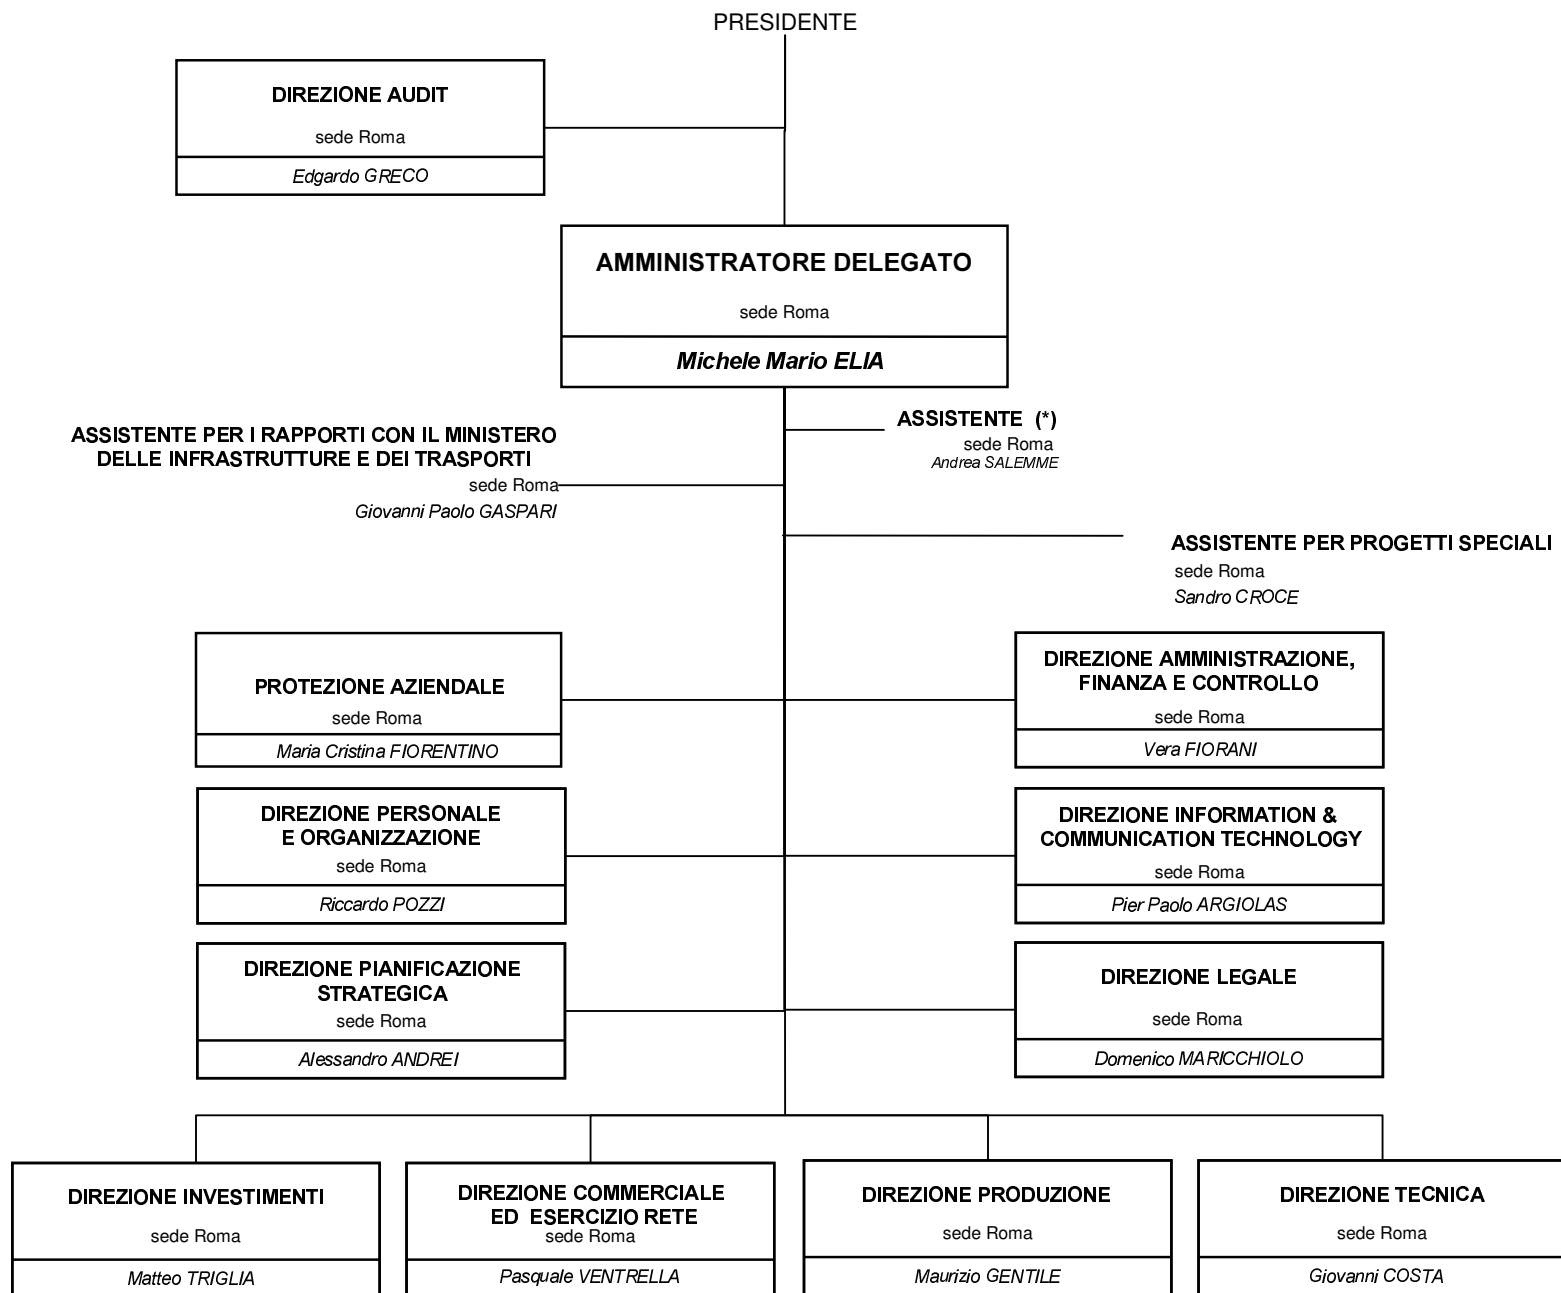 PRESIDENTE
DIREZIONE AUDIT
sede Roma
Edgardo GRECO
AMMINISTRATORE DELEGATO
sede Roma
Michele Mario ELIA
ASSISTENTE (*)
sede Roma
Andrea SALEMME
ASSISTENTE PER I RAPPORTI CON IL MINISTERO
DELLE INFRASTRUTTURE E DEI TRASPORTI
sede Roma
Giovanni Paolo GASPARI
ASSISTENTE PER PROGETTI SPECIALI
sede Roma
Sandro CROCE
PROTEZIONE AZIENDALE
sede Roma
Maria Cristina FIORENTINO
DIREZIONE AMMINISTRAZIONE,
FINANZA E CONTROLLO
sede Roma
Vera FIORANI
DIREZIONE PERSONALE
E ORGANIZZAZIONE
sede Roma
Riccardo POZZI
DIREZIONE INFORMATION &
COMMUNICATION TECHNOLOGY
sede Roma
Pier Paolo ARGIOLAS
DIREZIONE PIANIFICAZIONE
STRATEGICA
sede Roma
Alessandro ANDREI
DIREZIONE LEGALE
sede Roma
Domenico MARICCHIOLO
DIREZIONE INVESTIMENTI
sede Roma
Matteo TRIGLIA
DIREZIONE COMMERCIALE
ED ESERCIZIO RETE
sede Roma
Pasquale VENTRELLA
DIREZIONE PRODUZIONE
sede Roma
Maurizio GENTILE
DIREZIONE TECNICA
sede Roma
Giovanni COSTA